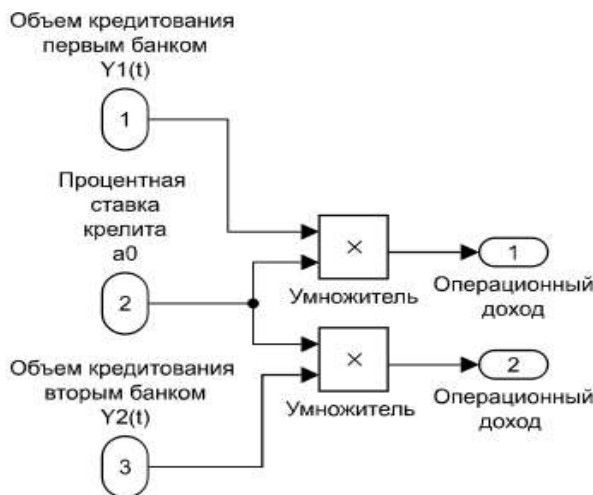 Объем кредитования
первым банком
Y1(t)
1
Процентная
ставка
крелита
a0
2
×
Умножитель
1
Операционный
доход
×
Умножитель
2
Операционный
доход
Объем кредитования
вторым банком
Y2(t)
3